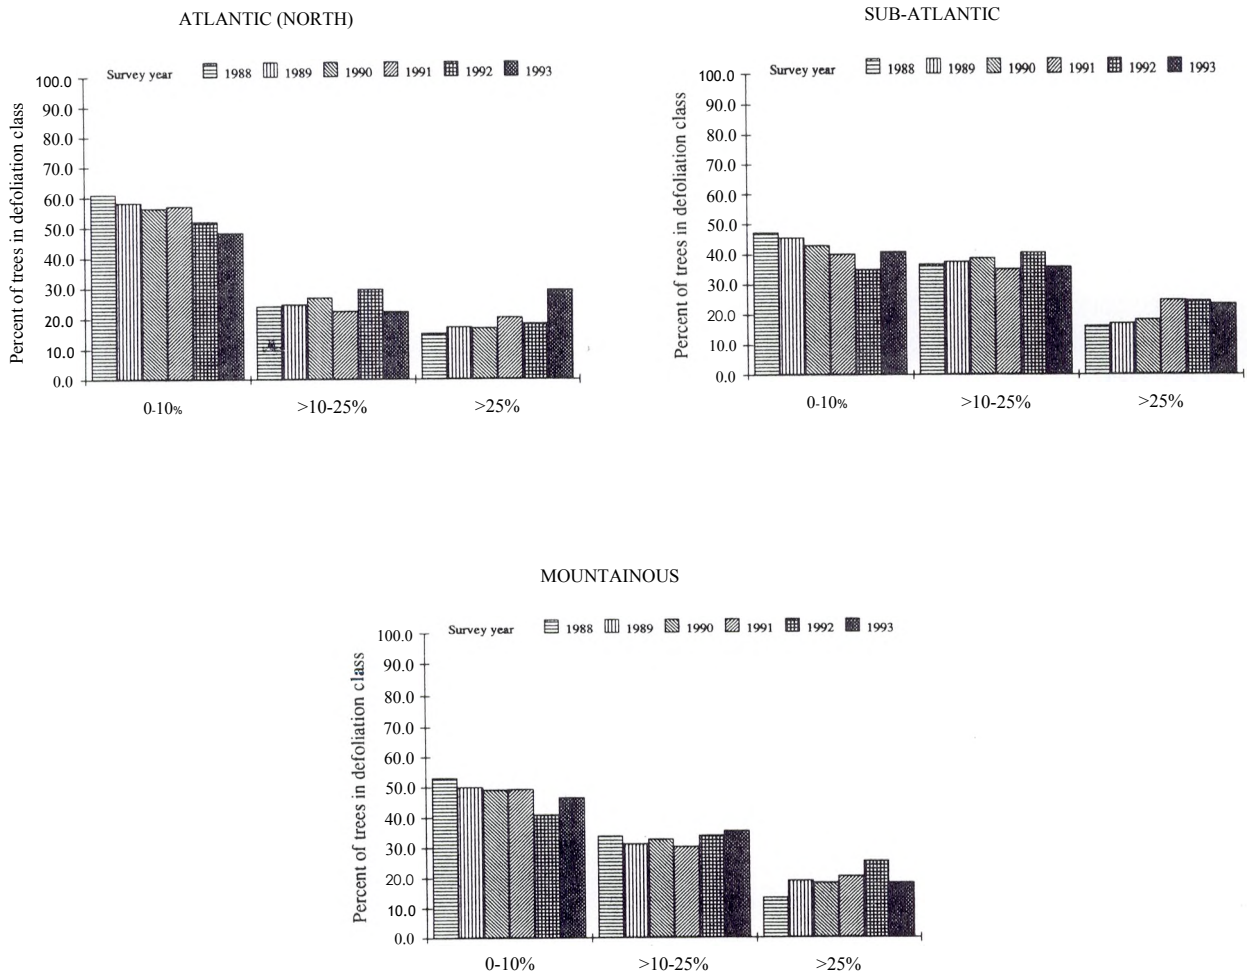 ATLANTIC (NORTH)
Survey year 1988 1989 1990 1991 1992 1993
Percent of trees in defoliation class
100.0
90.0
80.0
70.0
60.0
50.0
40.0
30.0
20.0
10.0
0.0
0-10% >10-25% >25%
SUB-ATLANTIC
Survey year 1988 1989 1990 1991 1992 1993
Percent of trees in defoliation class
100.0
90.0
80.0
70.0
60.0
50.0
40.0
30.0
20.0
10.0
0.0
0-10% >10-25% >25%
MOUNTAINOUS
Survey year 1988 1989 1990 1991 1992 1993
Percent of trees in defoliation class
100.0
90.0
80.0
70.0
60.0
50.0
40.0
30.0
20.0
10.0
0.0
0-10% >10-25% >25%